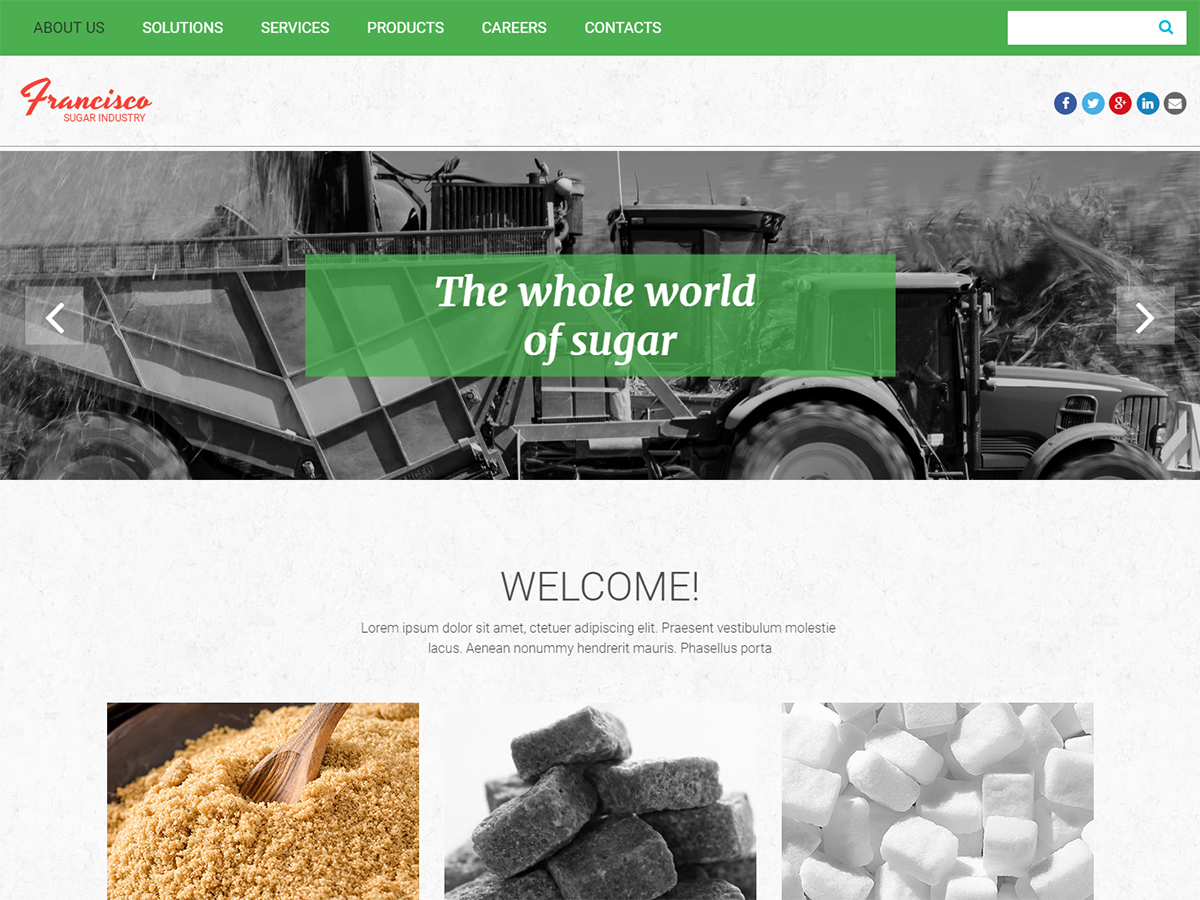 ABOUT US SOLUTIONS SERVICES PRODUCTS CAREERS CONTACTS
Francisco
SUGAR INDUSTRY
The whole world
of sugar
WELCOME!
Lorem ipsum dolor sit amet, ctetuer adipiscing elit. Praesent vestibulum molestie
lacus. Aenean nonummy hendrerit mauris. Phasellus porta